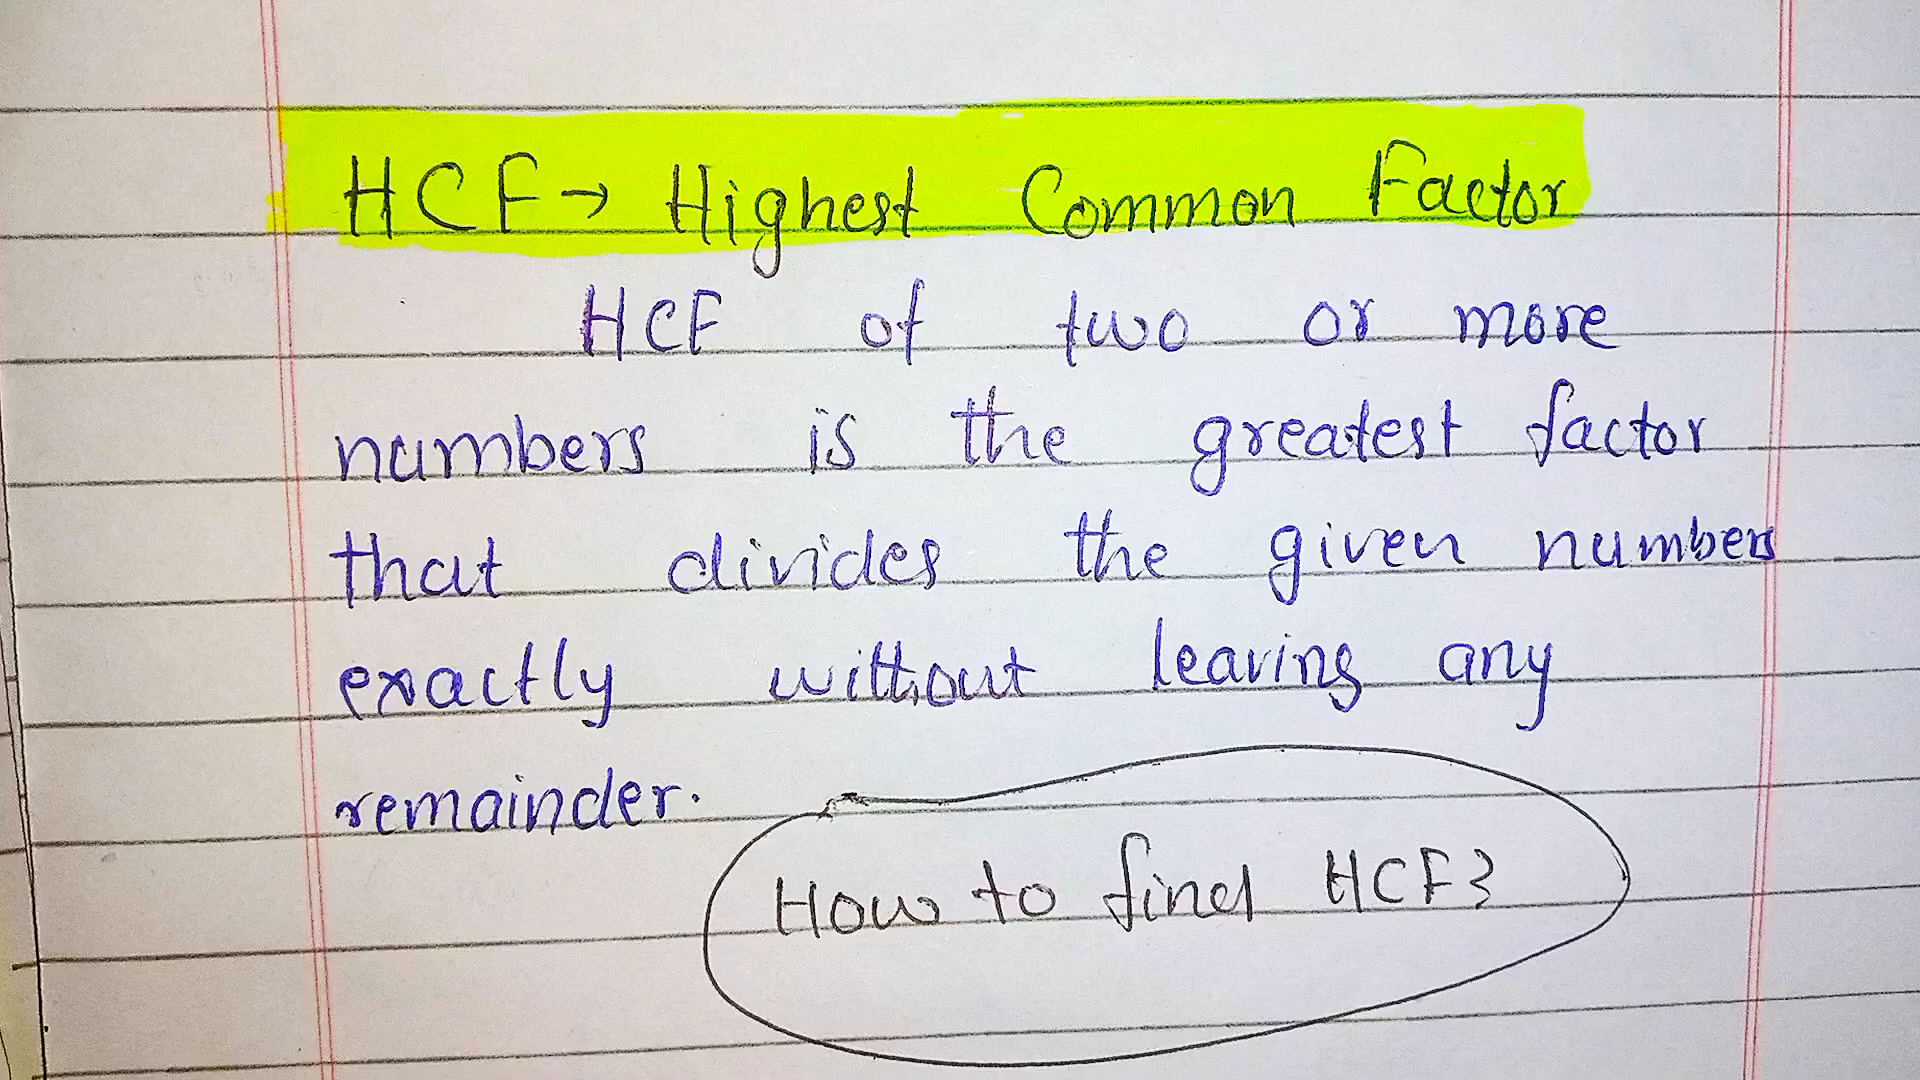 HCF→ Highest Common Factor
HCF of two or more
numbers is the greatest factor
that divides the given numbers
exactly without leaving any
remainder.
How to find HCF?